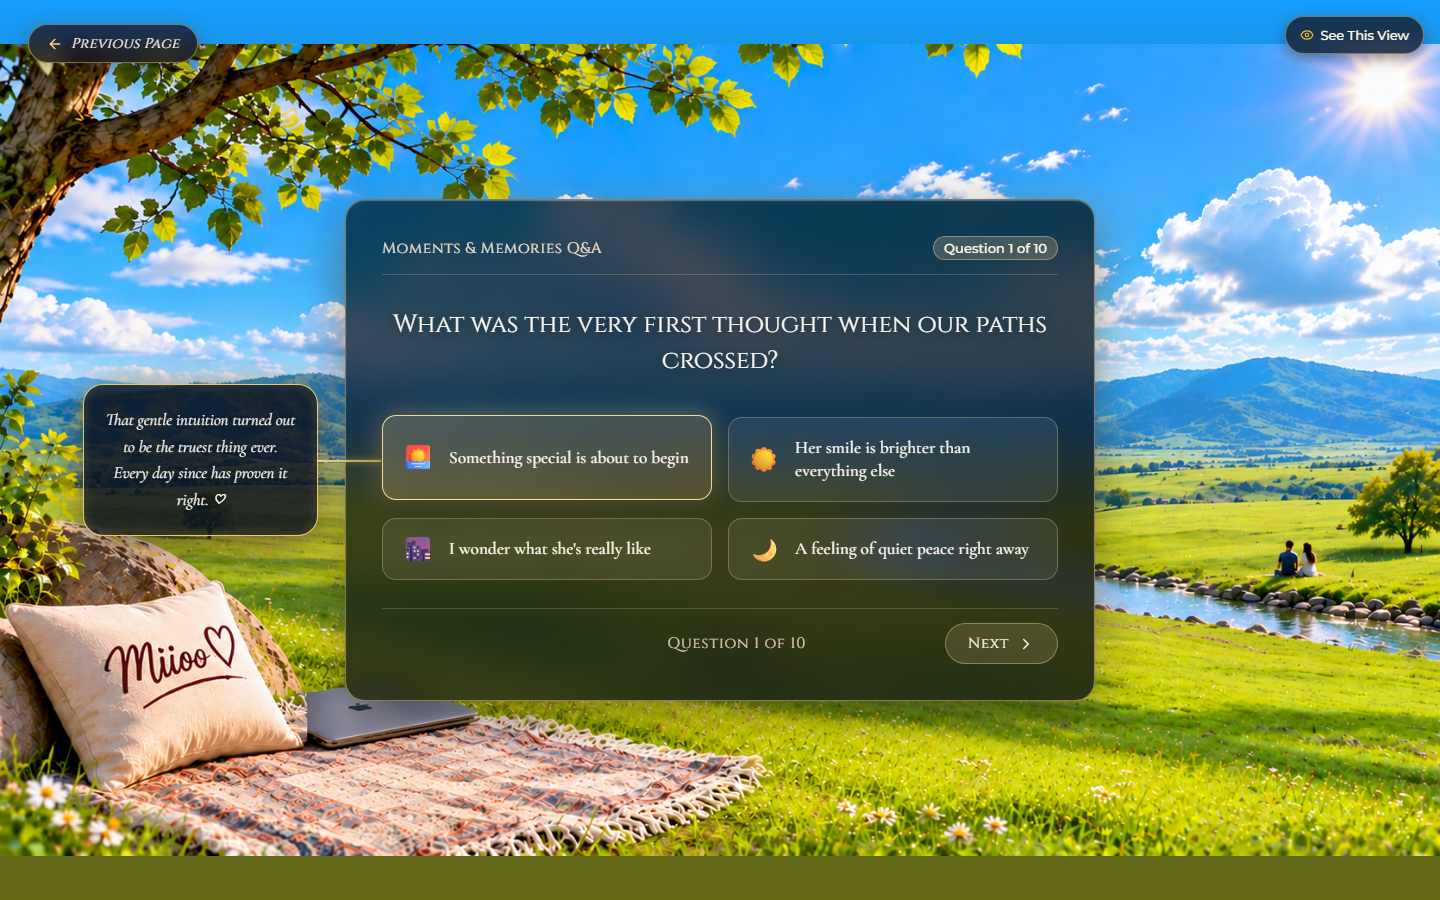 ← Previous Page
See This View
Moments & Memories Q&A
Question 1 of 10
What was the very first thought when our paths
crossed?
That gentle intuition turned out
to be the truest thing ever.
Every day since has proven it
right. ♡
Something special is about to begin
Her smile is brighter than
everything else
I wonder what she's really like
A feeling of quiet peace right away
Question 1 of 10
Next >
Miioo♡